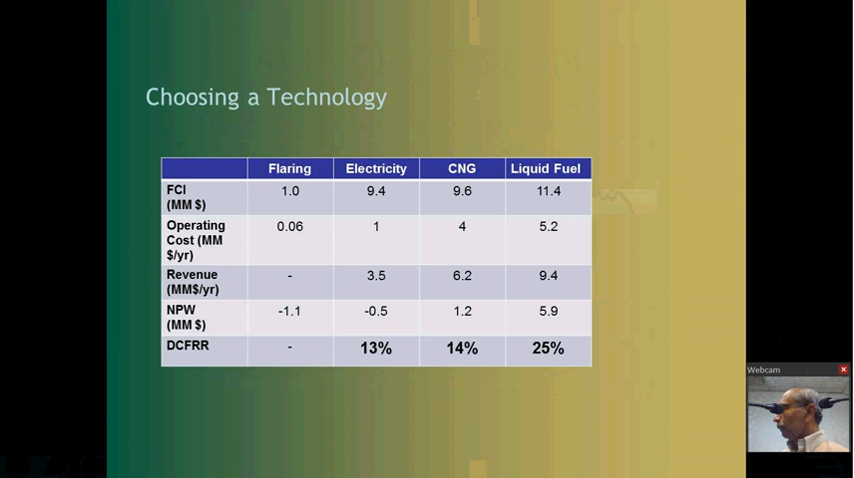 Choosing a Technology
Flaring Electricity CNG Liquid Fuel
FCI 1.0 9.4 9.6 11.4
(MM $)
Operating 0.06 1 4 5.2
Cost (MM
$/yr)
Revenue - 3.5 6.2 9.4
(MM$/yr)
NPW -1.1 -0.5 1.2 5.9
(MM $)
DCFRR - 13% 14% 25%
Webcam